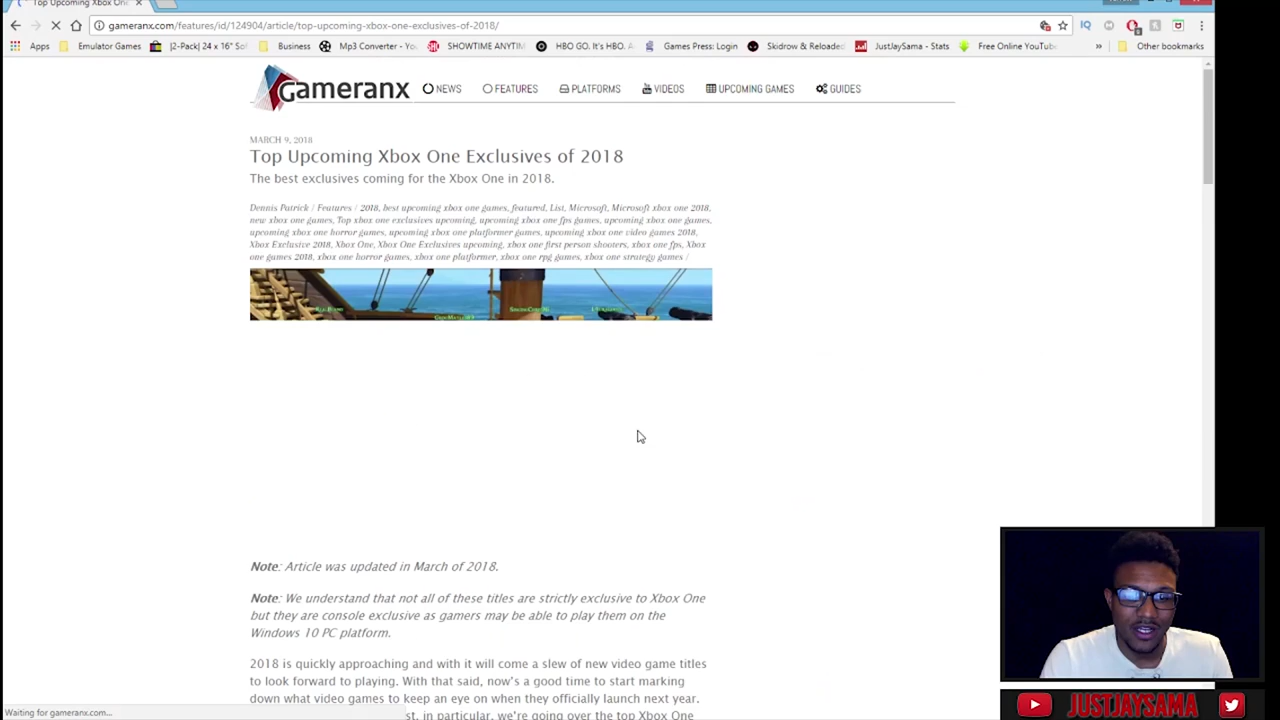 Top Upcoming Xbox One
gameranx.com/features/id/124904/article/top-upcoming-xbox-one-exclusives-of-2018/
Apps Emulator Games |2-Pack| 24 x 16" Sof Business Mp3 Converter - You SHOWTIME ANYTIM HBO GO. It's HBO. A Games Press: Login Skidrow & Reloaded JustJaySama - Stats Free Online YouTub » Other bookmarks
Gameranx NEWS FEATURES PLATFORMS VIDEOS UPCOMING GAMES GUIDES
MARCH 9, 2018
Top Upcoming Xbox One Exclusives of 2018
The best exclusives coming for the Xbox One in 2018.
Dennis Patrick / Features / 2018, best upcoming xbox one games, featured, List, Microsoft, Microsoft xbox one 2018,
new xbox one games, Top xbox one exclusives upcoming, upcoming xbox one fps games, upcoming xbox one games,
upcoming xbox one horror games, upcoming xbox one platformer games, upcoming xbox one video games 2018,
Xbox Exclusive 2018, Xbox One, Xbox One Exclusives upcoming, xbox one first person shooters, xbox one fps, Xbox
one games 2018, xbox one horror games, xbox one platformer, xbox one rpg games, xbox one strategy games /
Note: Article was updated in March of 2018.
Note: We understand that not all of these titles are strictly exclusive to Xbox One
but they are console exclusive as gamers may be able to play them on the
Windows 10 PC platform.
2018 is quickly approaching and with it will come a slew of new video game titles
to look forward to playing. With that said, now's a good time to start marking
down what video games to keep an eye on when they officially launch next year.
st, in particular, we're going over the top Xbox One
Waiting for gameranx.com...
JUSTJAYSAMA